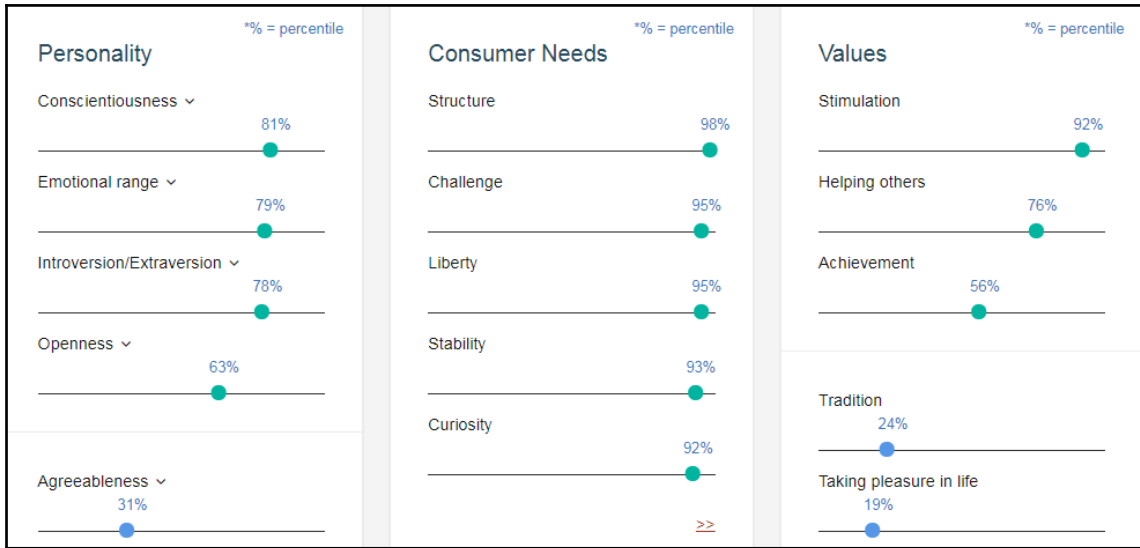 *% = percentile
Personality
Conscientiousness
81%
Emotional range
79%
Introversion/Extraversion
78%
Openness
63%
Agreeableness
31%
*% = percentile
Consumer Needs
Structure
98%
Challenge
95%
Liberty
95%
Stability
93%
Curiosity
92%
>>
*% = percentile
Values
Stimulation
92%
Helping others
76%
Achievement
56%
Tradition
24%
Taking pleasure in life
19%